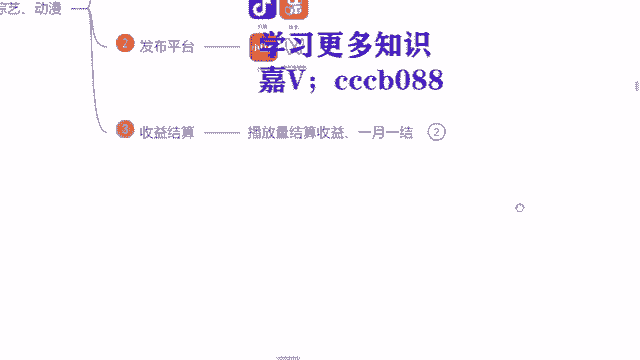 综艺、动漫
2 发布平台
学习更多知识
嘉V；cccb088
3 收益结算
播放量结算收益、一月一结 2